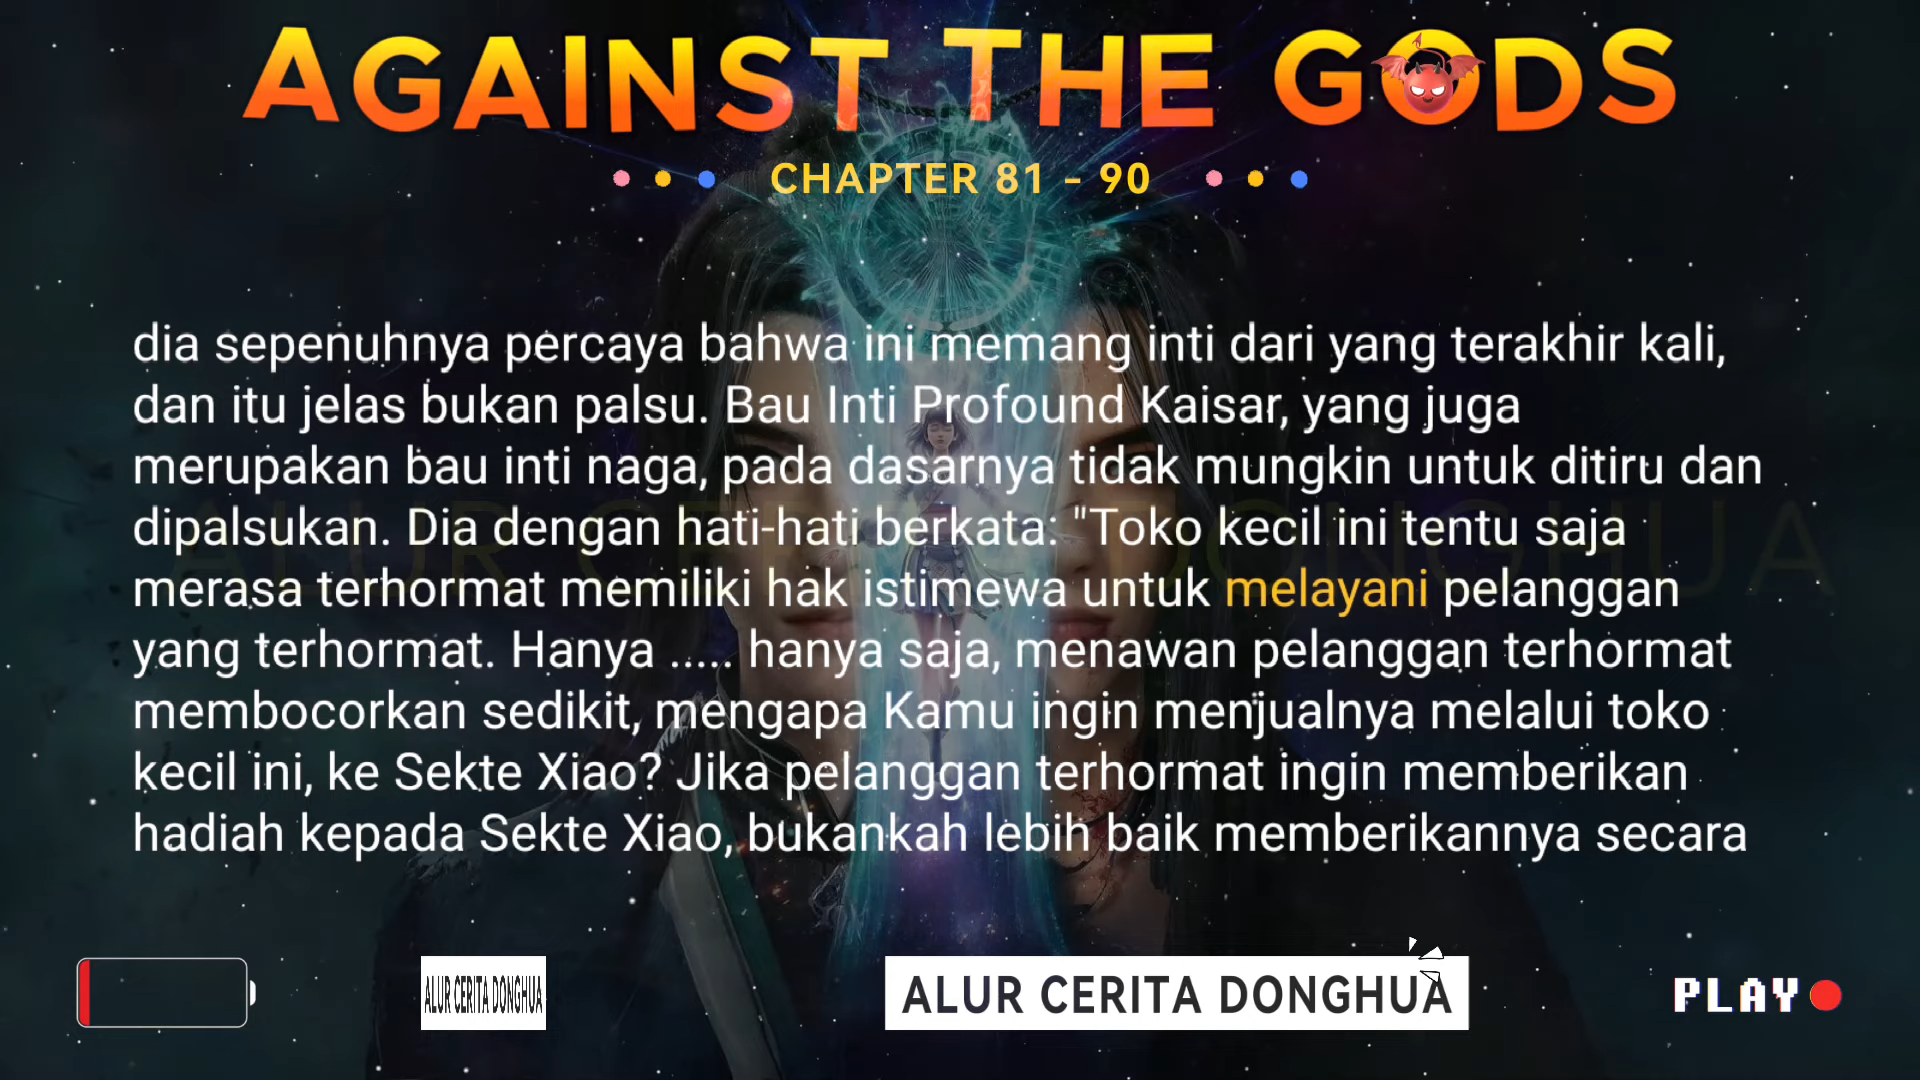 AGAINST THE GODS
CHAPTER 81 - 90
dia sepenuhnya percaya bahwa ini memang inti dari yang terakhir kali,
dan itu jelas bukan palsu. Bau Inti Profound Kaisar, yang juga
merupakan bau inti naga, pada dasarnya tidak mungkin untuk ditiru dan
dipalsukan. Dia dengan hati-hati berkata: "Toko kecil ini tentu saja
merasa terhormat memiliki hak istimewa untuk melayani pelanggan
yang terhormat. Hanya ..... hanya saja, menawan pelanggan terhormat
membocorkan sedikit, mengapa Kamu ingin menjualnya melalui toko
kecil ini, ke Sekte Xiao? Jika pelanggan terhormat ingin memberikan
hadiah kepada Sekte Xiao, bukankah lebih baik memberikannya secara
ALUR CERITA DONGHUA
ALUR CERITA DONGHUA
ALUR CERITA DONGHUA
PLAY